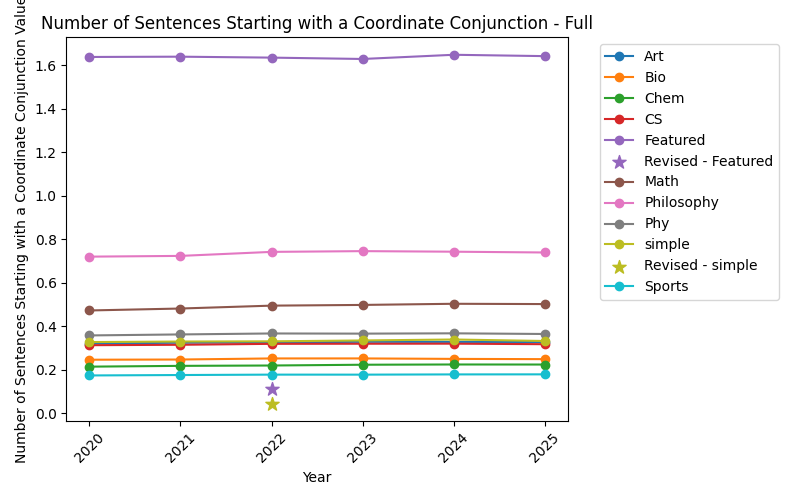 Number of Sentences Starting with a Coordinate Conjunction - Full
Number of Sentences Starting with a Coordinate Conjunction Value
1.6
1.4
1.2
1.0
0.8
0.6
0.4
0.2
0.0
2020
2021
2022
2023
2024
2025
Year
Art
Bio
Chem
CS
Featured
Revised - Featured
Math
Philosophy
Phy
simple
Revised - simple
Sports